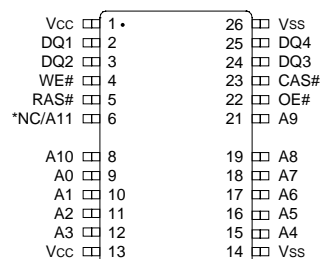 Vcc 1 26 Vss
DQ1 2 25 DQ4
DQ2 3 24 DQ3
WE# 4 23 CAS#
RAS# 5 22 OE#
*NC/A11 6 21 A9
A10 8 19 A8
A0 9 18 A7
A1 10 17 A6
A2 11 16 A5
A3 12 15 A4
Vcc 13 14 Vss